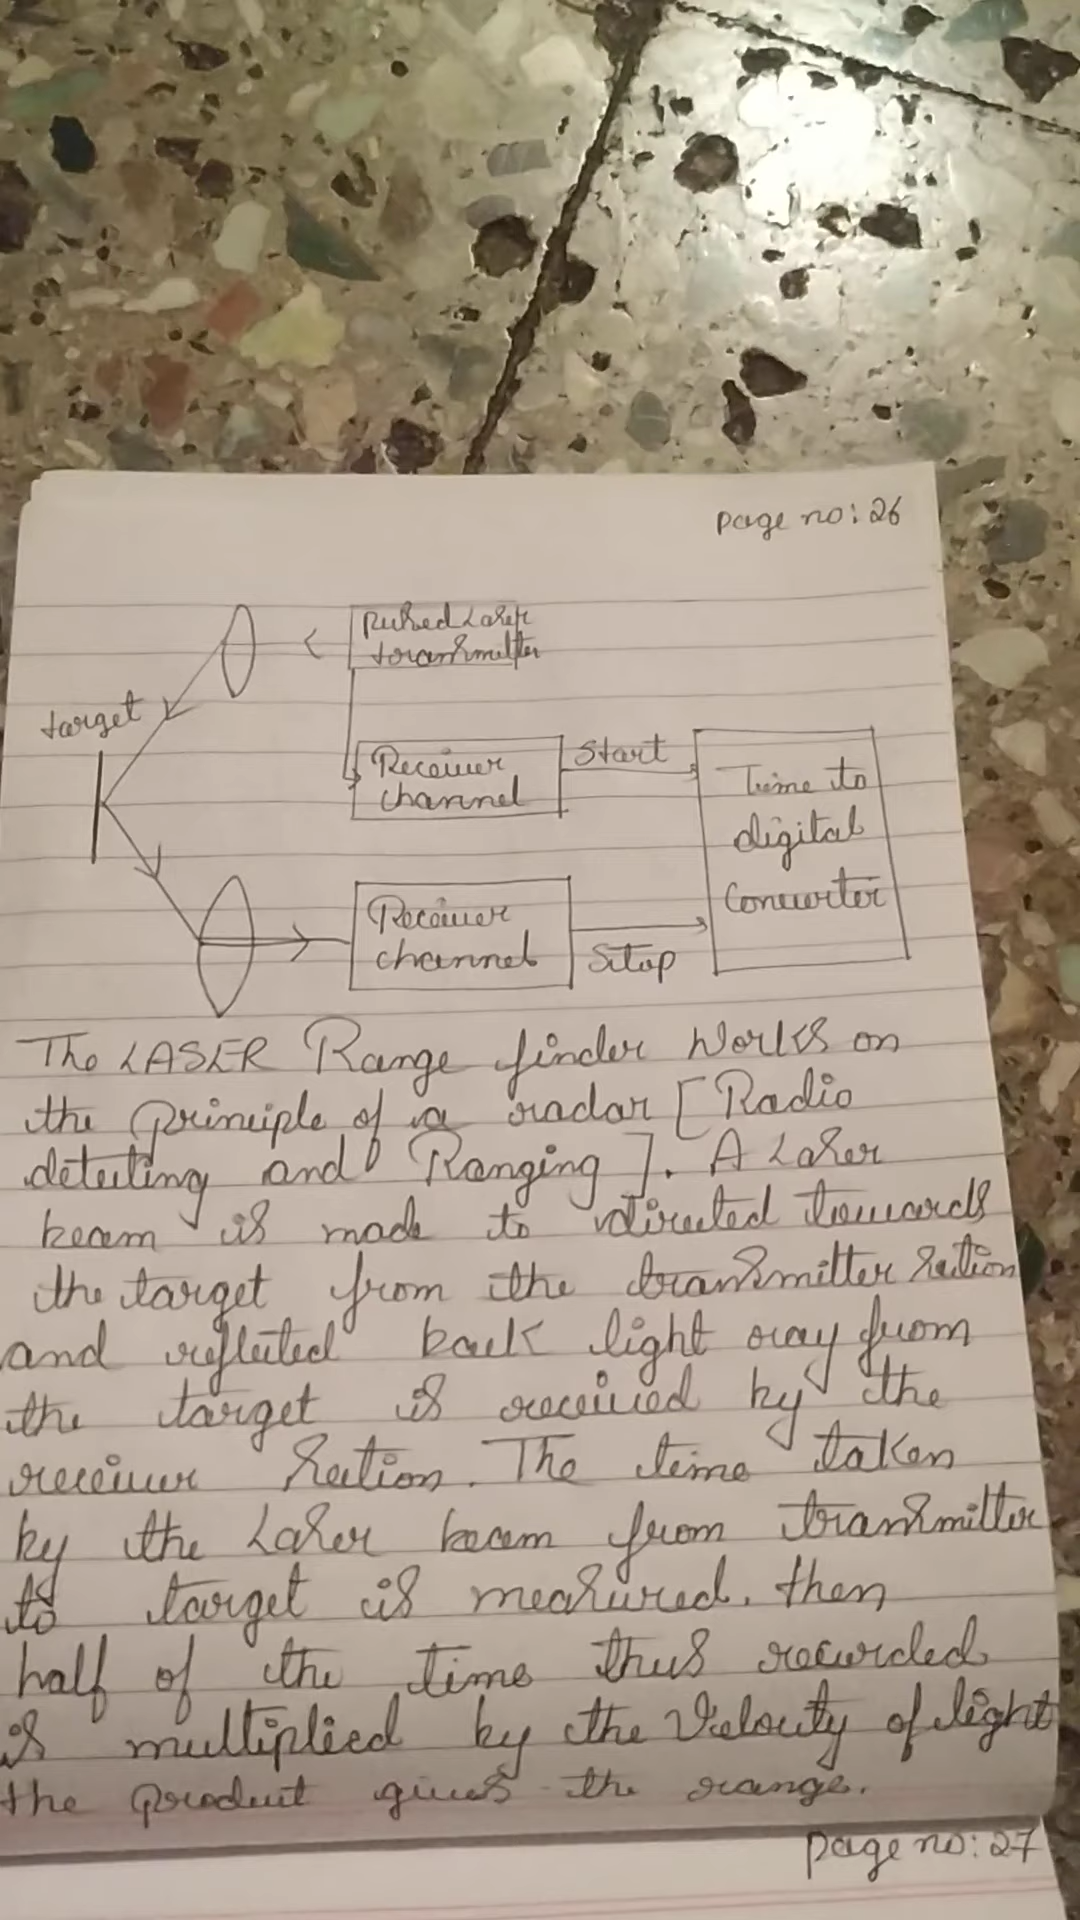 Page no: 26
Pulsed Laser
transmitter
target
Receiver
channel
Start
Time to
digital
Converter
Receiver
channel
Stop
The LASER Range finder Works on
the principle of a radar [Radio
detecting and Ranging]. A Laser
beam is made to directed towards
the target from the transmitter section
and reflected back light ray from
the target is received by the
receiver section. The time taken
by the Laser beam from transmitter
to target is measured. then
half of the time thus recorded
is multiplied by the Velocity of light
the product gives the range.
Page no: 27